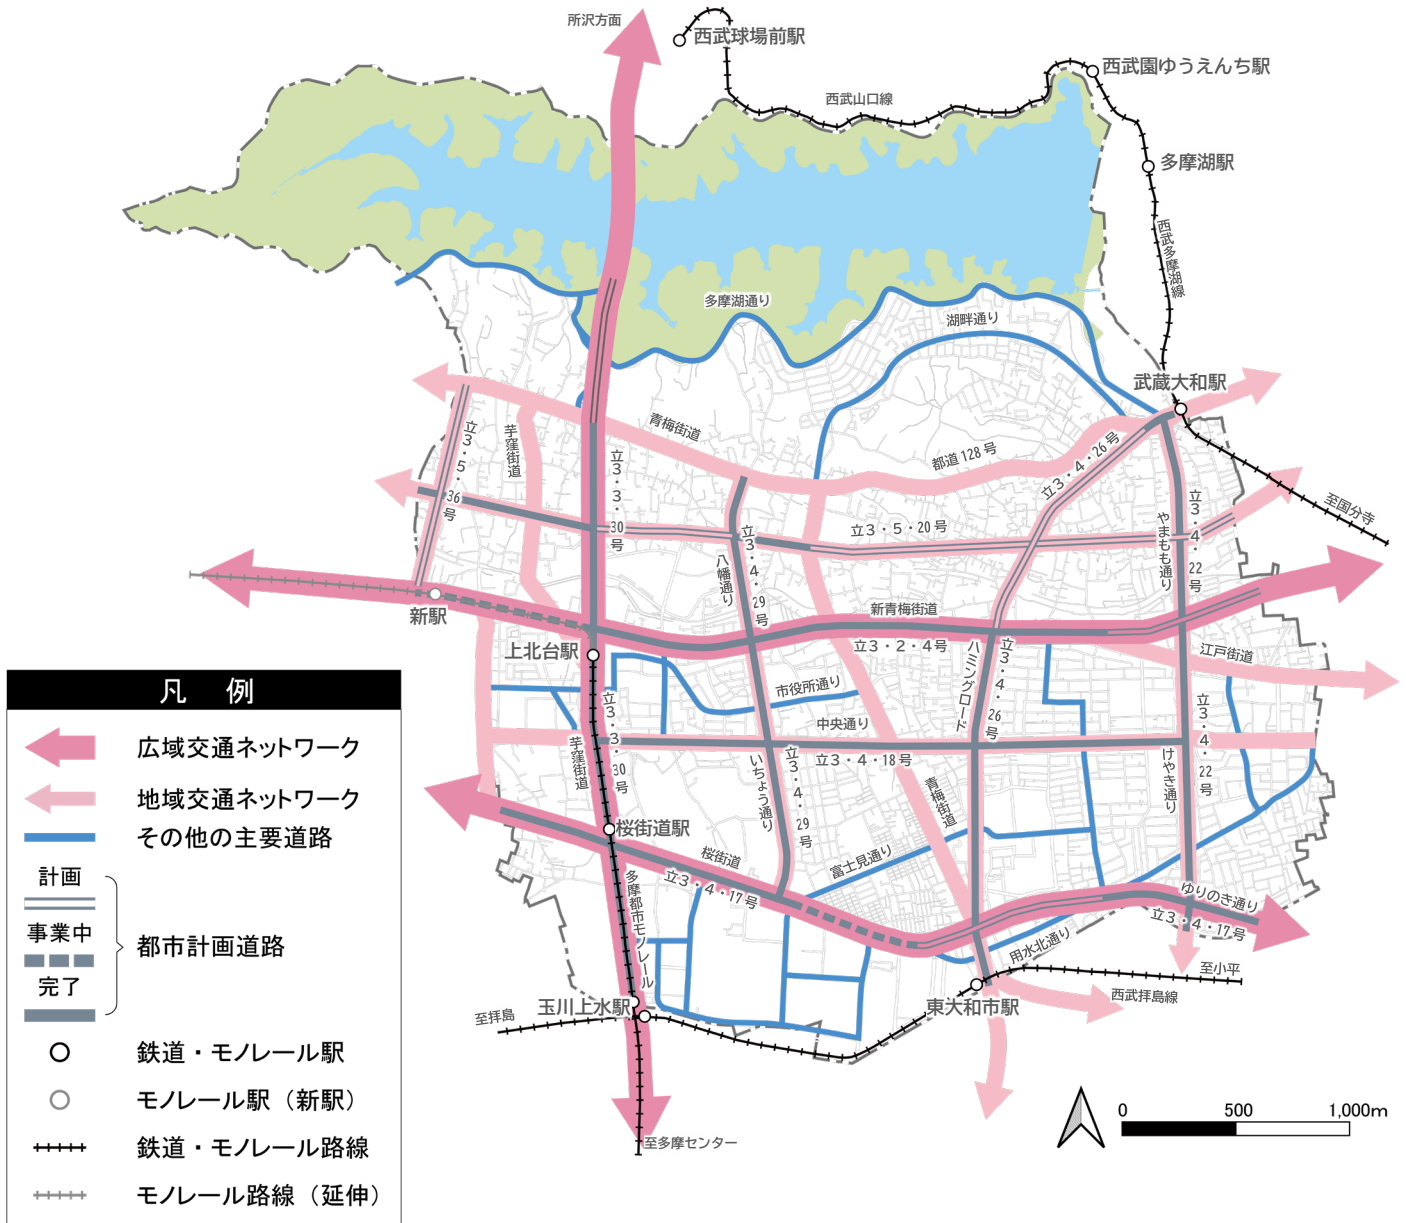 所沢方面
西武球場前駅
西武園ゆうえんち駅
西武山口線
多摩湖駅
西武多摩湖線
多摩湖通り
湖畔通り
武蔵大和駅
青梅街道
芋窪街道
立3・5・36号
立3・3・30号
都道128号
立3・4・26号
至国分寺
立3・5・20号
立3・4・22号
やまもも通り
八幡通り
立3・4・29号
新青梅街道
新駅
立3・2・4号
上北台駅
ハミングロード
立3・4・26号
江戸街道
市役所通り
中央通り
立3・3・30号
芋窪街道
立3・4・18号
立3・4・22号
けやき通り
いちょう通り
立3・4・29号
青梅街道
桜街道駅
桜街道
富士見通り
立3・4・17号
ゆりのき通り
立3・4・17号
多摩都市モノレール
用水北通り
至小平
西武拝島線
至拝島
玉川上水駅
東大和市駅
至多摩センター
0 500 1,000m
凡 例
広域交通ネットワーク
地域交通ネットワーク
その他の主要道路
計画
事業中
完了
都市計画道路
鉄道・モノレール駅
モノレール駅（新駅）
鉄道・モノレール路線
モノレール路線（延伸）